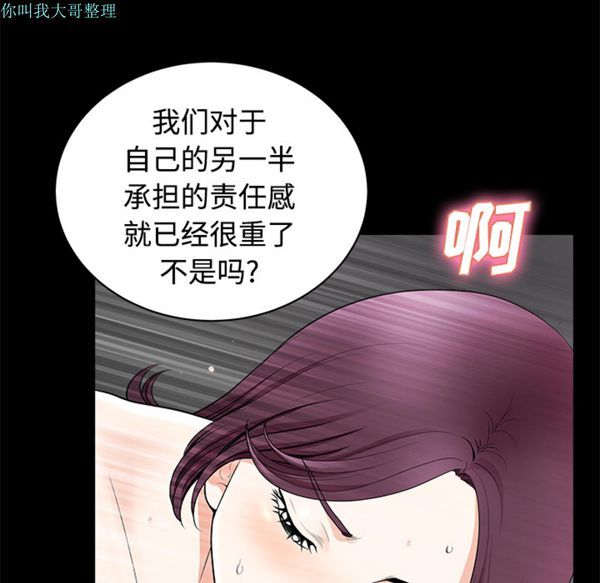 你叫我大哥整理
我们对于
自己的另一半
承担的责任感
就已经很重了
不是吗?
啊